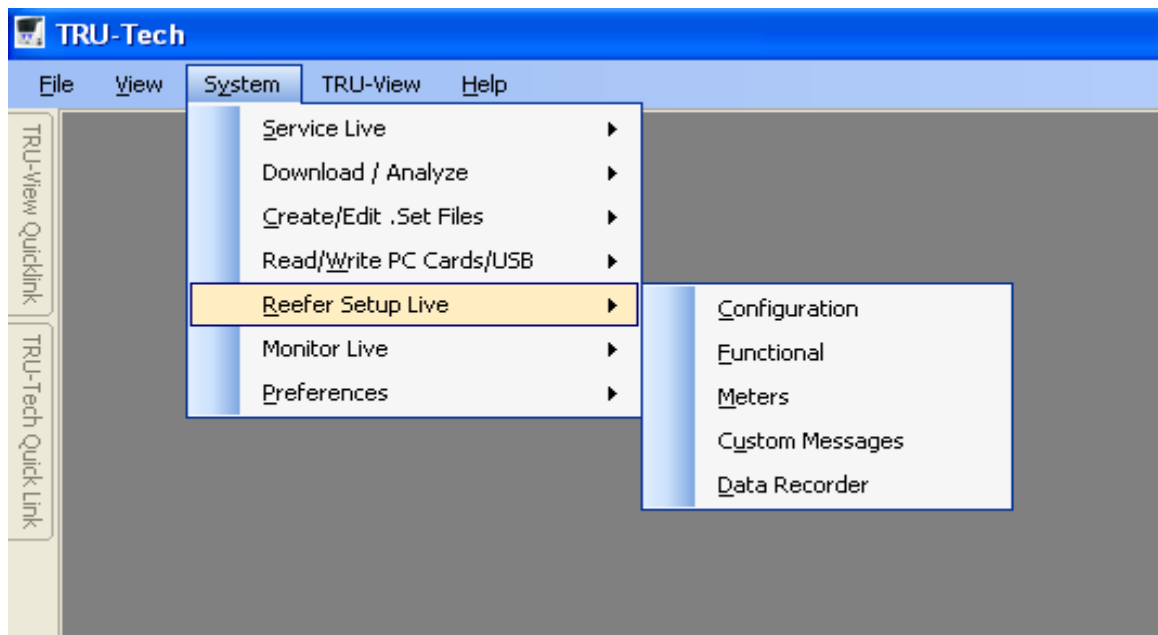 TRU-Tech
File View System TRU-View Help
TRU-View Quicklink
TRU-Tech Quick Link
Service Live
Download / Analyze
Create/Edit .Set Files
Read/Write PC Cards/USB
Reefer Setup Live
Monitor Live
Preferences
Configuration
Functional
Meters
Custom Messages
Data Recorder